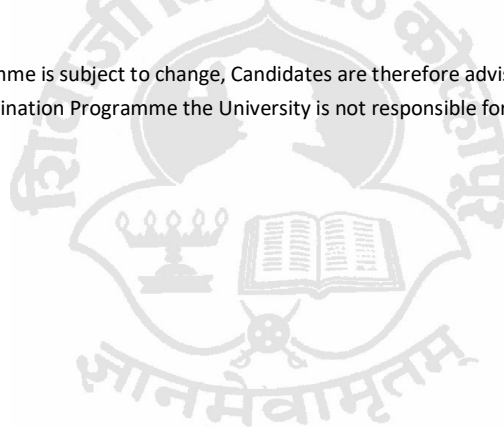 mme is subject to change, Candidates are therefore advis
ination Programme the University is not responsible for
ज्ञानमेवामृतम्